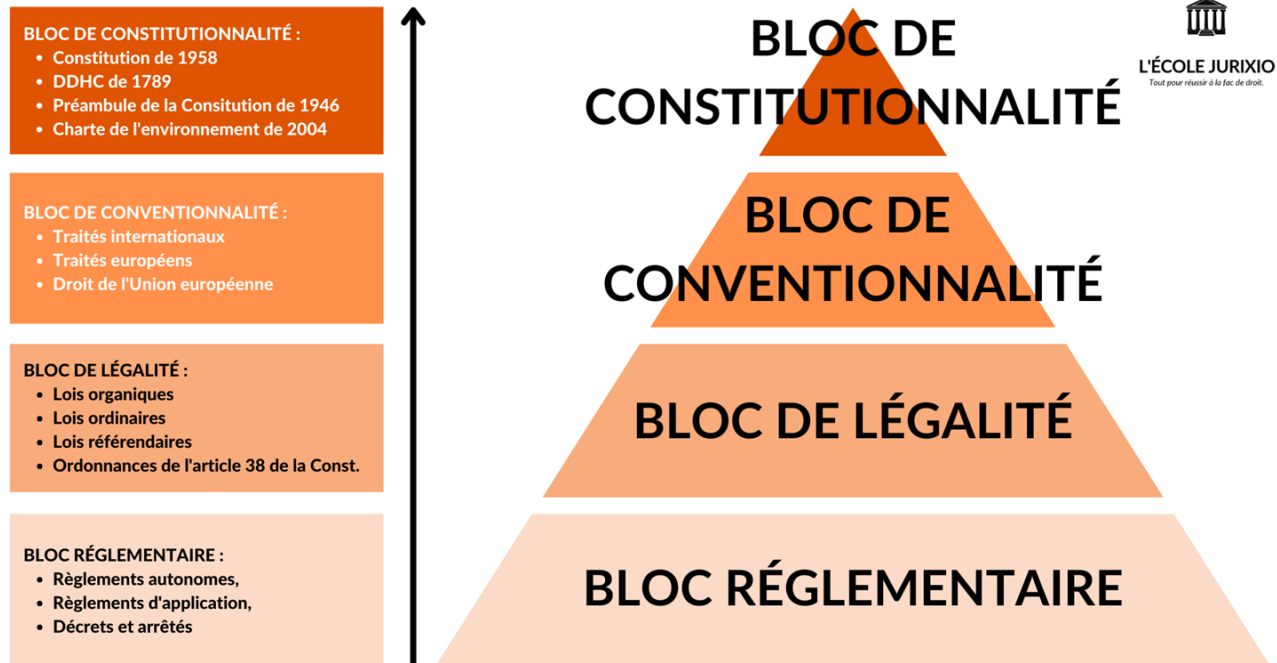 BLOC DE CONSTITUTIONNALITÉ :
• Constitution de 1958
• DDHC de 1789
• Préambule de la Consitution de 1946
• Charte de l'environnement de 2004
BLOC DE CONVENTIONNALITÉ :
• Traités internationaux
• Traités européens
• Droit de l'Union européenne
BLOC DE LÉGALITÉ :
• Lois organiques
• Lois ordinaires
• Lois référendaires
• Ordonnances de l'article 38 de la Const.
BLOC RÉGLEMENTAIRE :
• Règlements autonomes,
• Règlements d'application,
• Décrets et arrêtés
BLOC DE
CONSTITUTIONNALITÉ
BLOC DE
CONVENTIONNALITÉ
BLOC DE LÉGALITÉ
BLOC RÉGLEMENTAIRE
L'ÉCOLE JURIXIO
Tout pour réussir à la fac de droit.